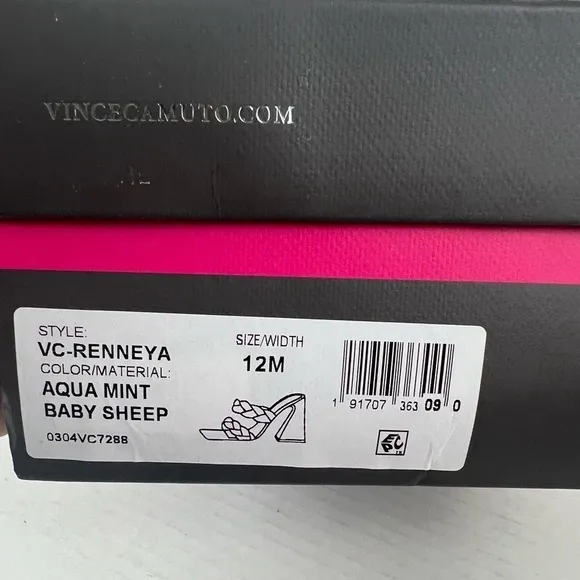 VINCECAMUTO.COM
STYLE:
VC-RENNEYA
COLOR/MATERIAL:
AQUA MINT
BABY SHEEP
0304VC7288
SIZE/WIDTH
12M
1 91707 363 09 0